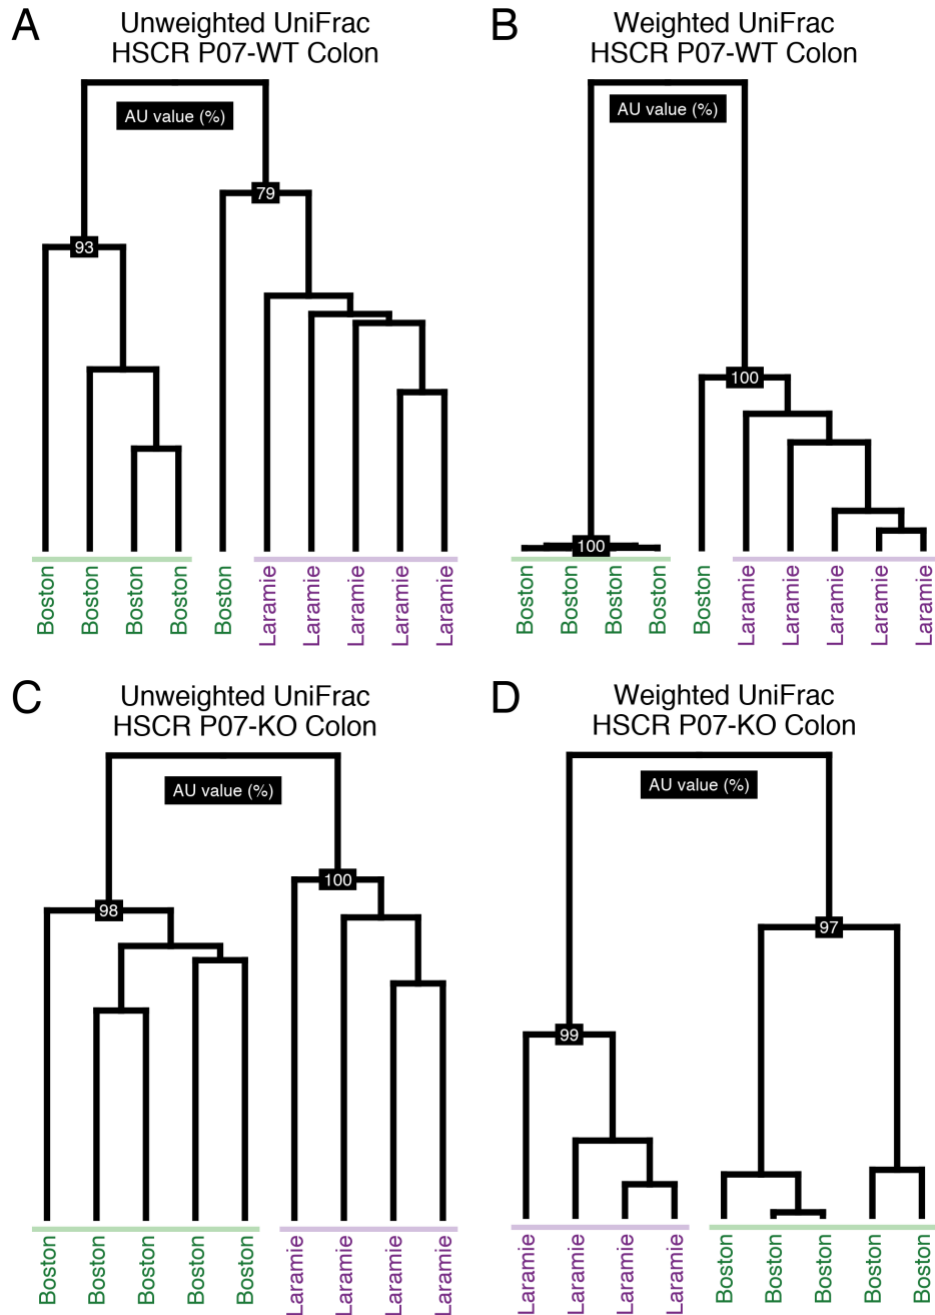 A
Unweighted UniFrac
HSCR P07-WT Colon
AU value (%)
79
93
Boston
Boston
Boston
Boston
Boston
Laramie
Laramie
Laramie
Laramie
Laramie
B
Weighted UniFrac
HSCR P07-WT Colon
AU value (%)
100
100
Boston
Boston
Boston
Boston
Boston
Laramie
Laramie
Laramie
Laramie
Laramie
C
Unweighted UniFrac
HSCR P07-KO Colon
AU value (%)
100
98
Boston
Boston
Boston
Boston
Boston
Laramie
Laramie
Laramie
Laramie
D
Weighted UniFrac
HSCR P07-KO Colon
AU value (%)
97
99
Laramie
Laramie
Laramie
Laramie
Boston
Boston
Boston
Boston
Boston